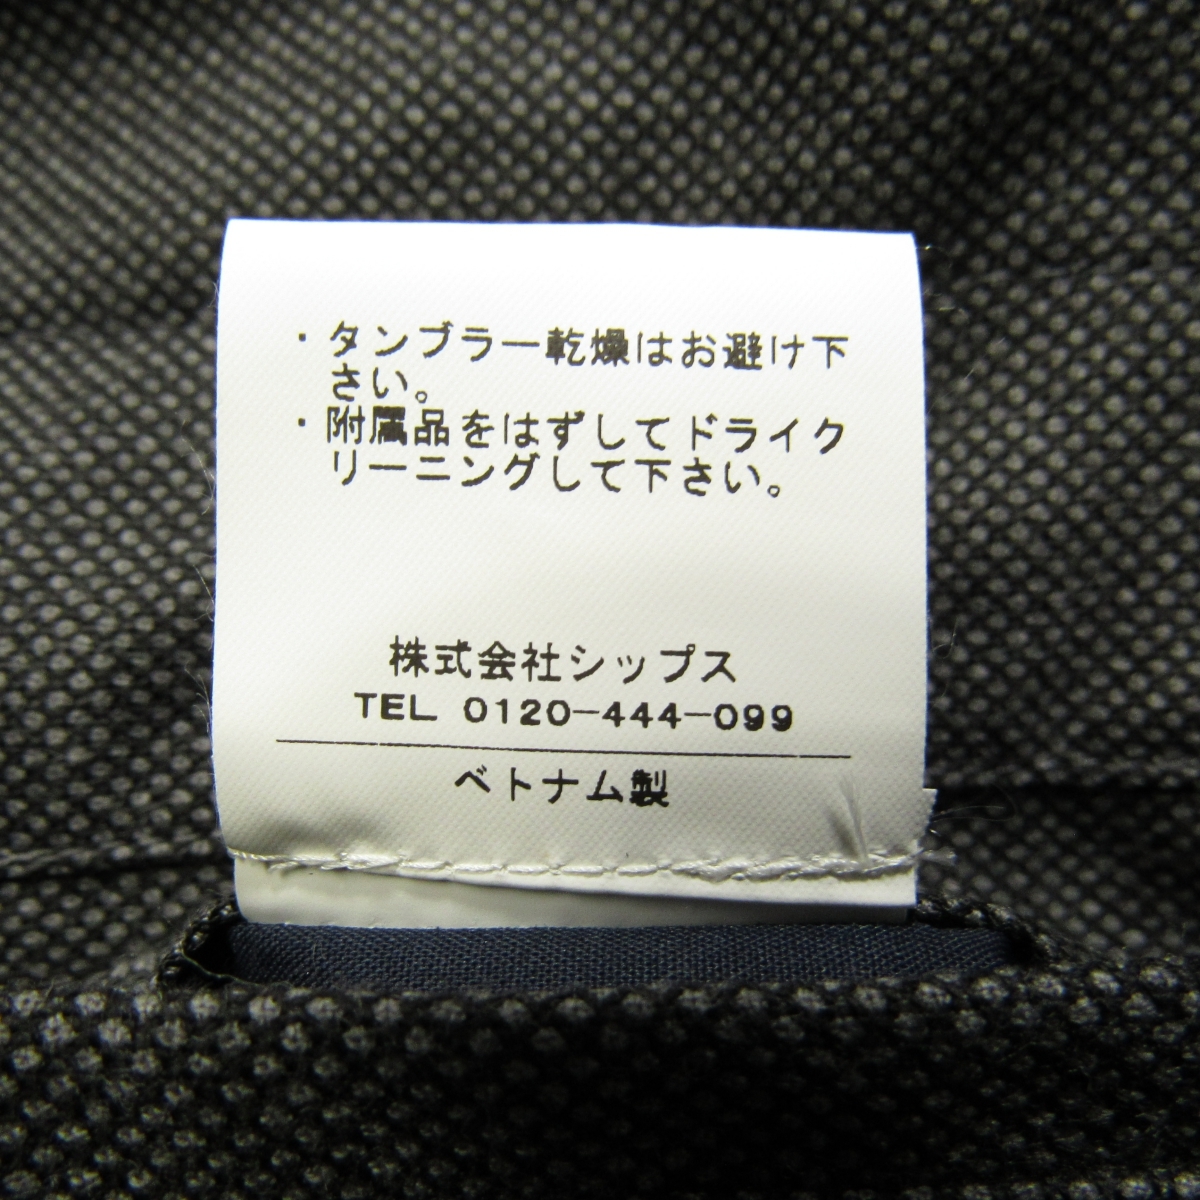 ・タンブラー乾燥はお避け下
さい。
・附属品をはずしてドライク
リーニングして下さい。
株式会社シップス
TEL 0120-444-099
ベトナム製